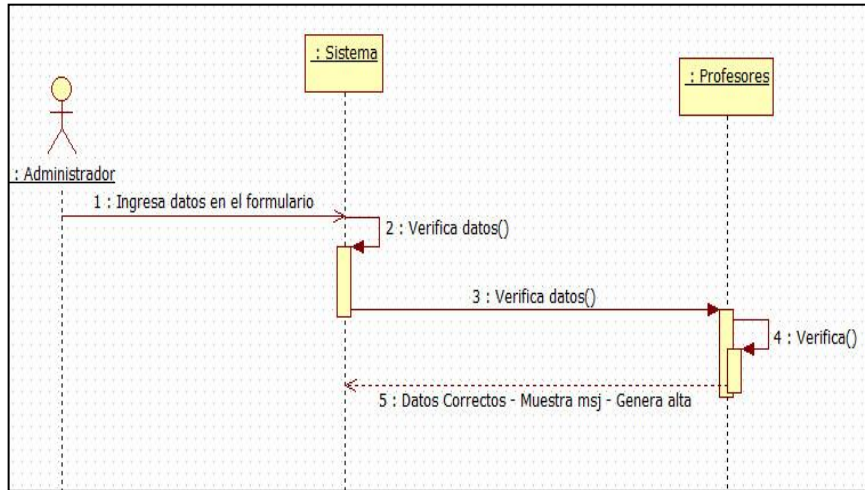 : Sistema
: Profesores
: Administrador
1 : Ingresa datos en el formulario
2 : Verifica datos()
3 : Verifica datos()
4 : Verifica()
5 : Datos Correctos - Muestra msj - Genera alta